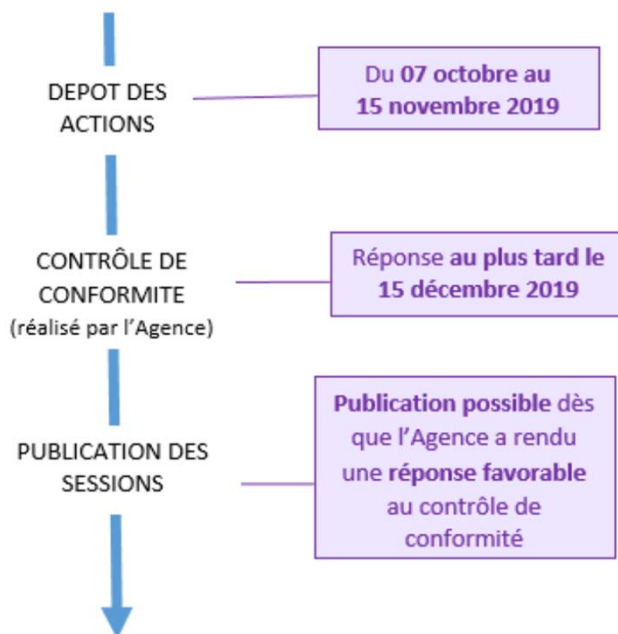 DEPOT DES
ACTIONS
Du 07 octobre au
15 novembre 2019
CONTRÔLE DE
CONFORMITE
(réalisé par l'Agence)
Réponse au plus tard le
15 décembre 2019
PUBLICATION DES
SESSIONS
Publication possible dès
que l'Agence a rendu
une réponse favorable
au contrôle de
conformité